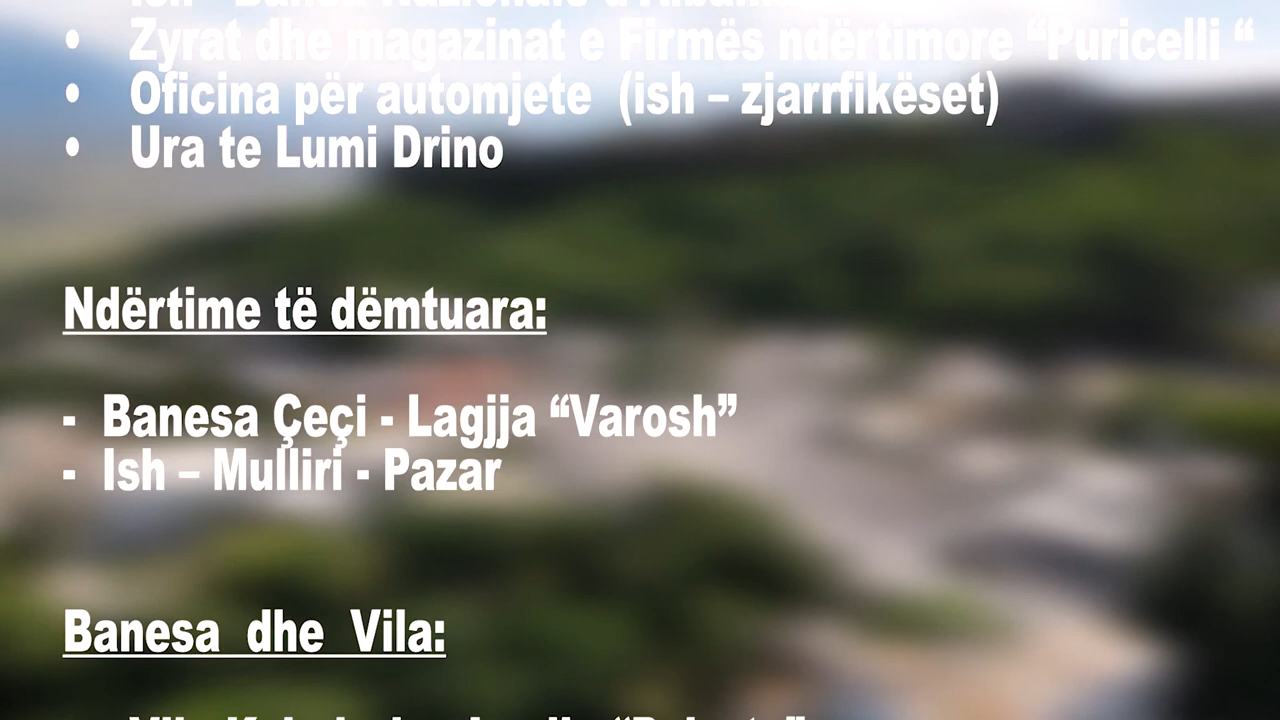 • Zyrat dhe magazinat e Firmës ndërtimore “Puricelli “
• Oficina për automjete (ish – zjarrfikëset)
• Ura te Lumi Drino
Ndërtime të dëmtuara:
- Banesa Çeçi - Lagjja “Varosh”
- Ish – Mulliri - Pazar
Banesa dhe Vila: